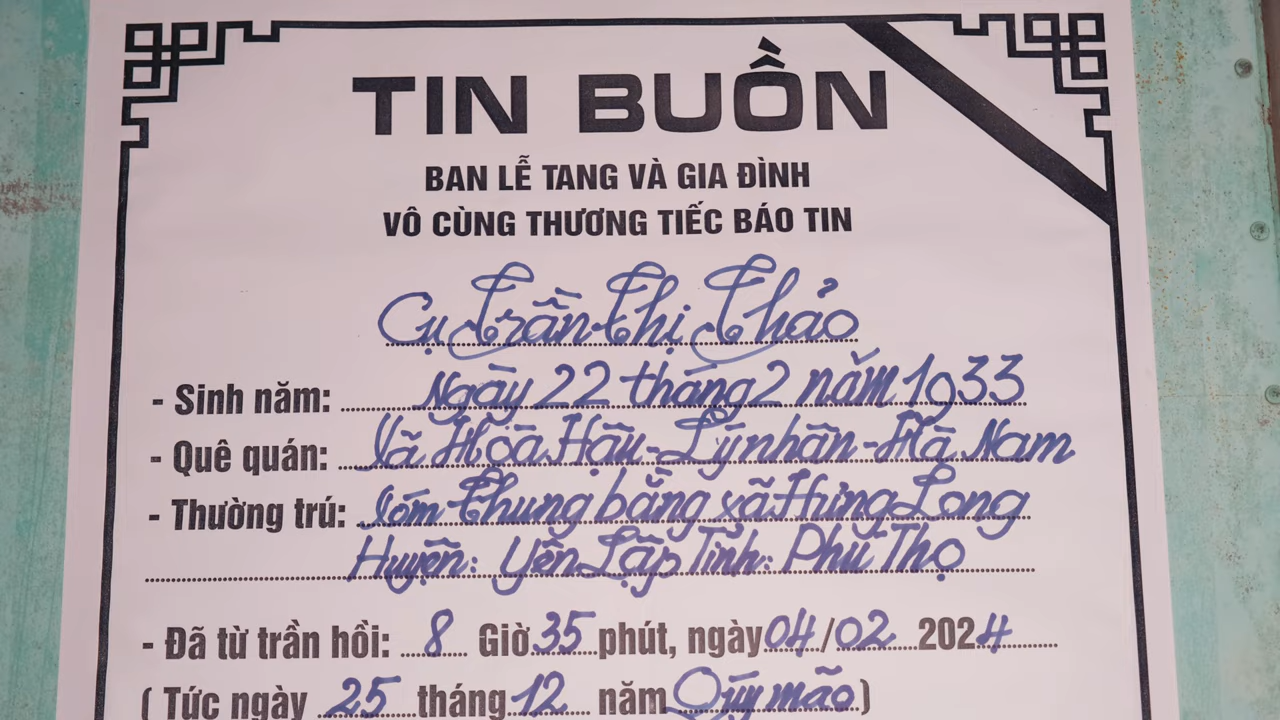 TIN BUỒN
BAN LỄ TANG VÀ GIA ĐÌNH
VÔ CÙNG THƯƠNG TIẾC BÁO TIN
Cụ Trần Thị Thảo
- Sinh năm: Ngày 22 tháng 2 năm 1933
- Quê quán: Xã Hòa Hậu - Lý nhân - Hà Nam
- Thường trú: Xóm Chung bằng xã Hưng Long
Huyện: Yên Lập Tỉnh: Phú Thọ
- Đã từ trần hồi: 8 Giờ 35 phút, ngày 04/02 2024
( Tức ngày 25 tháng 12 năm Qúy mão )